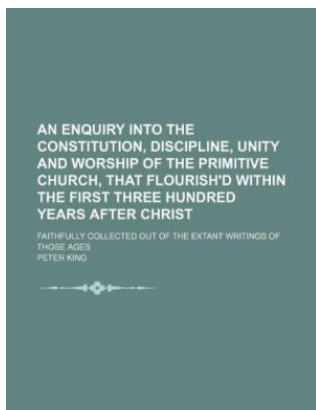 AN ENQUIRY INTO THE
CONSTITUTION, DISCIPLINE, UNITY
AND WORSHIP OF THE PRIMITIVE
CHURCH, THAT FLOURISH'D WITHIN
THE FIRST THREE HUNDRED
YEARS AFTER CHRIST
FAITHFULLY COLLECTED OUT OF THE EXTANT WRITINGS OF
THOSE AGES
PETER KING